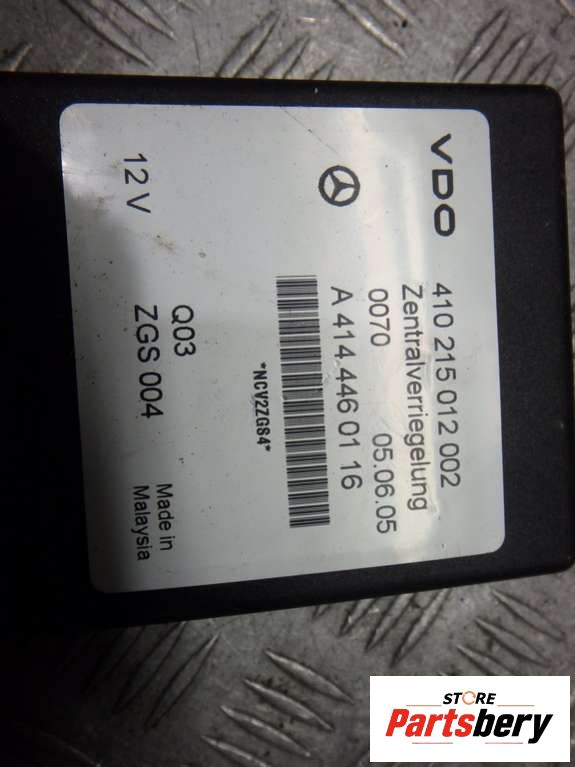 VDO
410 215 012 002
Zentralverriegelung
0070 05.06.05
A 414 446 01 16
*NCV2ZGS4*
12 V
Q03
ZGS 004
Made in
Malaysia
STORE
Partsbery